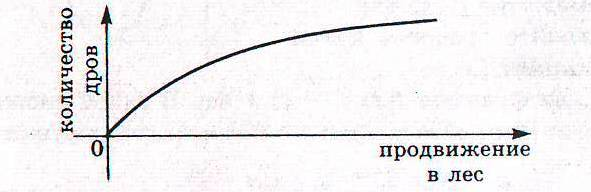 количество
дров
0
продвижение
в лес